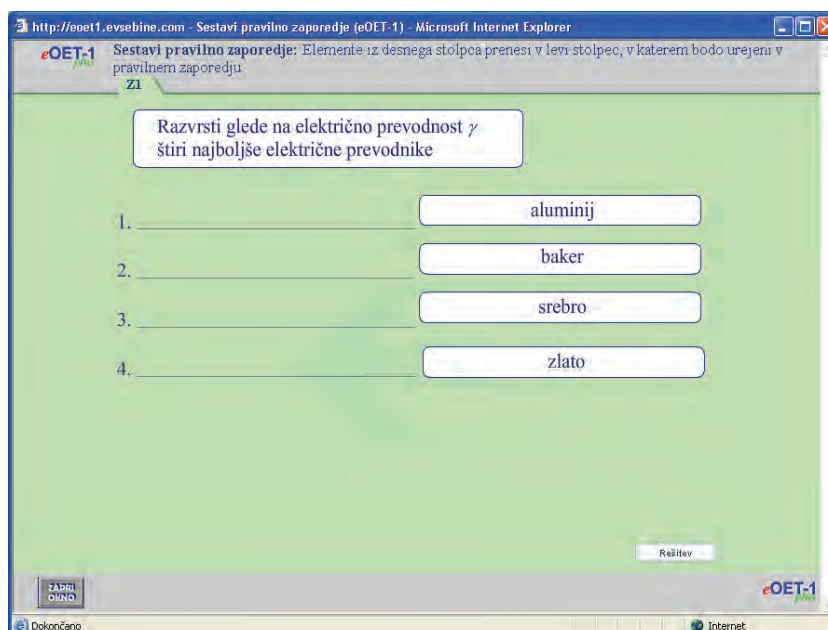 http://eoet1.evsebine.com - Sestavi pravilno zaporedje (eOET-1) - Microsoft Internet Explorer
eOET-1 plus
Sestavi pravilno zaporedje: Elemente iz desnega stolpca prenesi v levi stolpec, v katerem bodo urejeni v
pravilnem zaporedju
Z1
Razvrsti glede na električno prevodnost γ
štiri najboljše električne prevodnike
1.
aluminij
2.
baker
3.
srebro
4.
zlato
Rešitev
ZAPRI
OKNO
eOET-1
plus
Dokončano
Internet